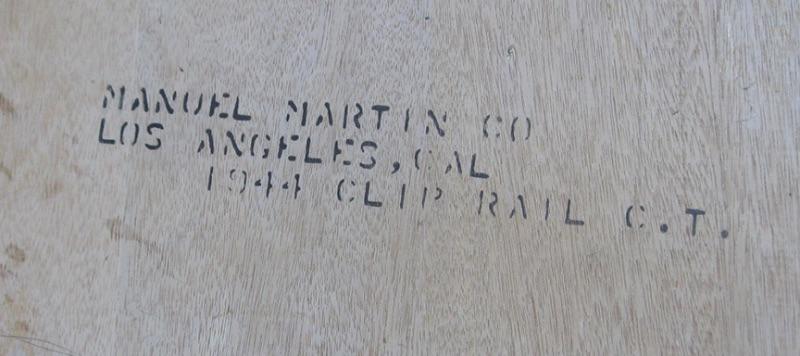 MANUEL MARTIN CO
LOS ANGELES, CAL
1944 CLIP RAIL C.T.